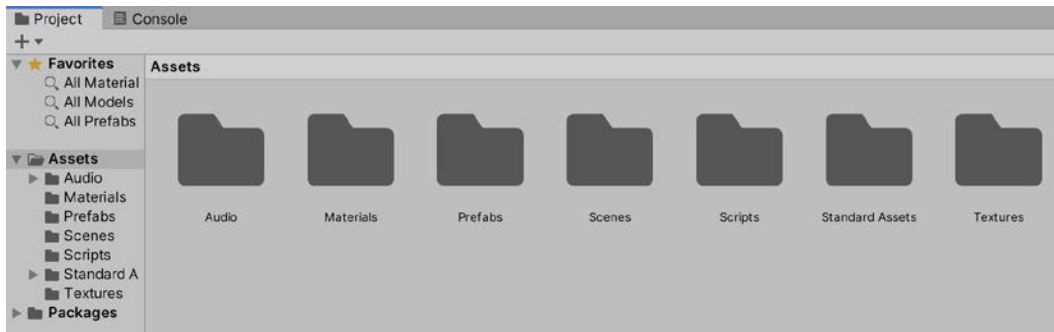 Project Console
Favorites
All Material
All Models
All Prefabs
Assets
Audio
Materials
Prefabs
Scenes
Scripts
Standard A
Textures
Packages
Assets
Audio Materials Prefabs Scenes Scripts Standard Assets Textures